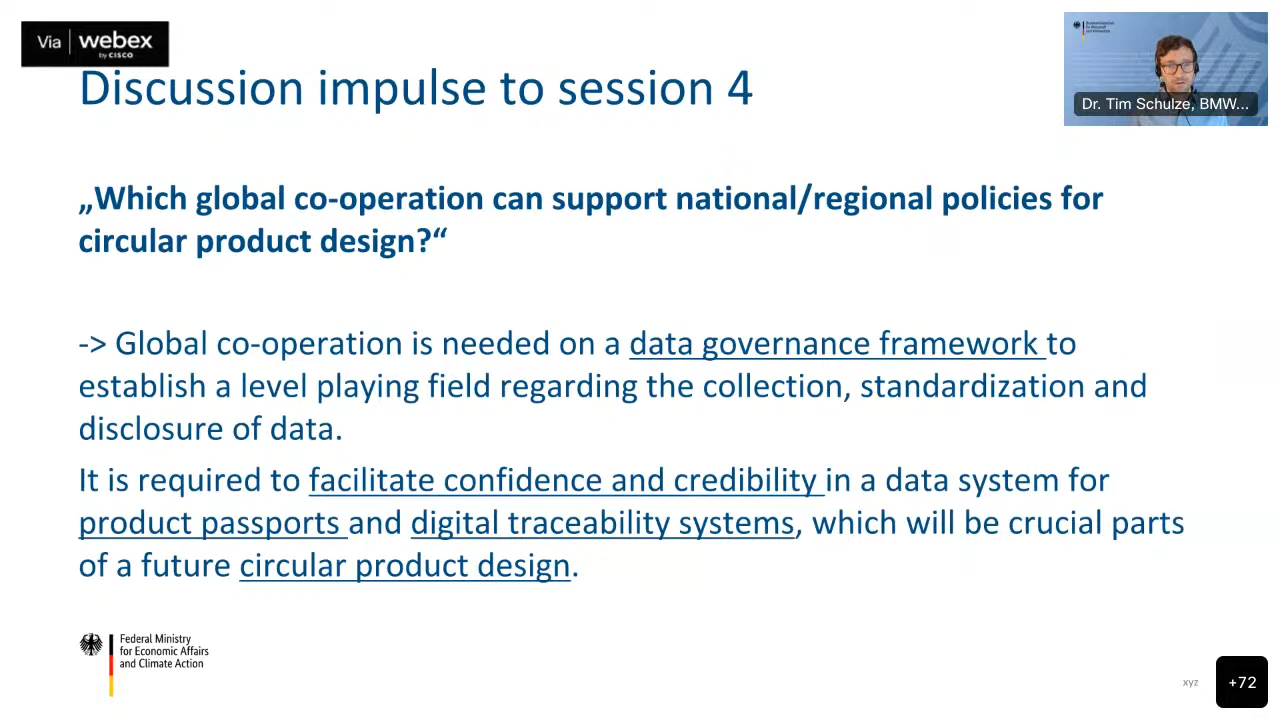 Via webex
by CISCO
Discussion impulse to session 4
Dr. Tim Schulze, BMW...
„Which global co-operation can support national/regional policies for
circular product design?“
-> Global co-operation is needed on a data governance framework to
establish a level playing field regarding the collection, standardization and
disclosure of data.
It is required to facilitate confidence and credibility in a data system for
product passports and digital traceability systems, which will be crucial parts
of a future circular product design.
Federal Ministry
for Economic Affairs
and Climate Action
xyz
+72